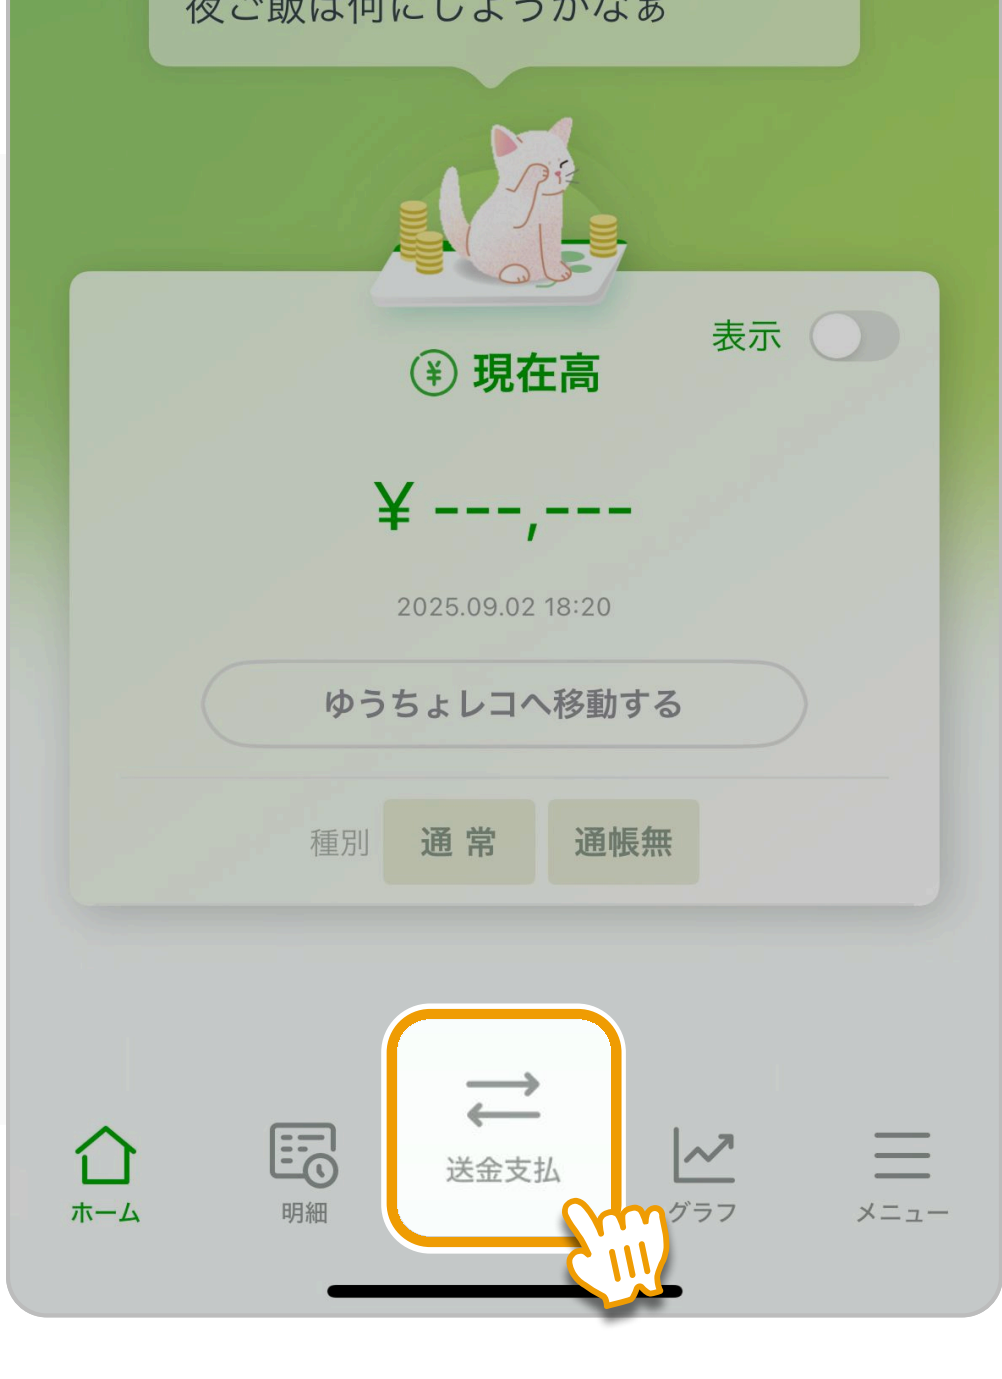 夜ご飯は何にしようかなぁ
表示
¥ 現在高
¥ ---,---
2025.09.02 18:20
ゆうちょレコへ移動する
種別 通常 通帳無
ホーム 明細 送金支払 グラフ メニュー